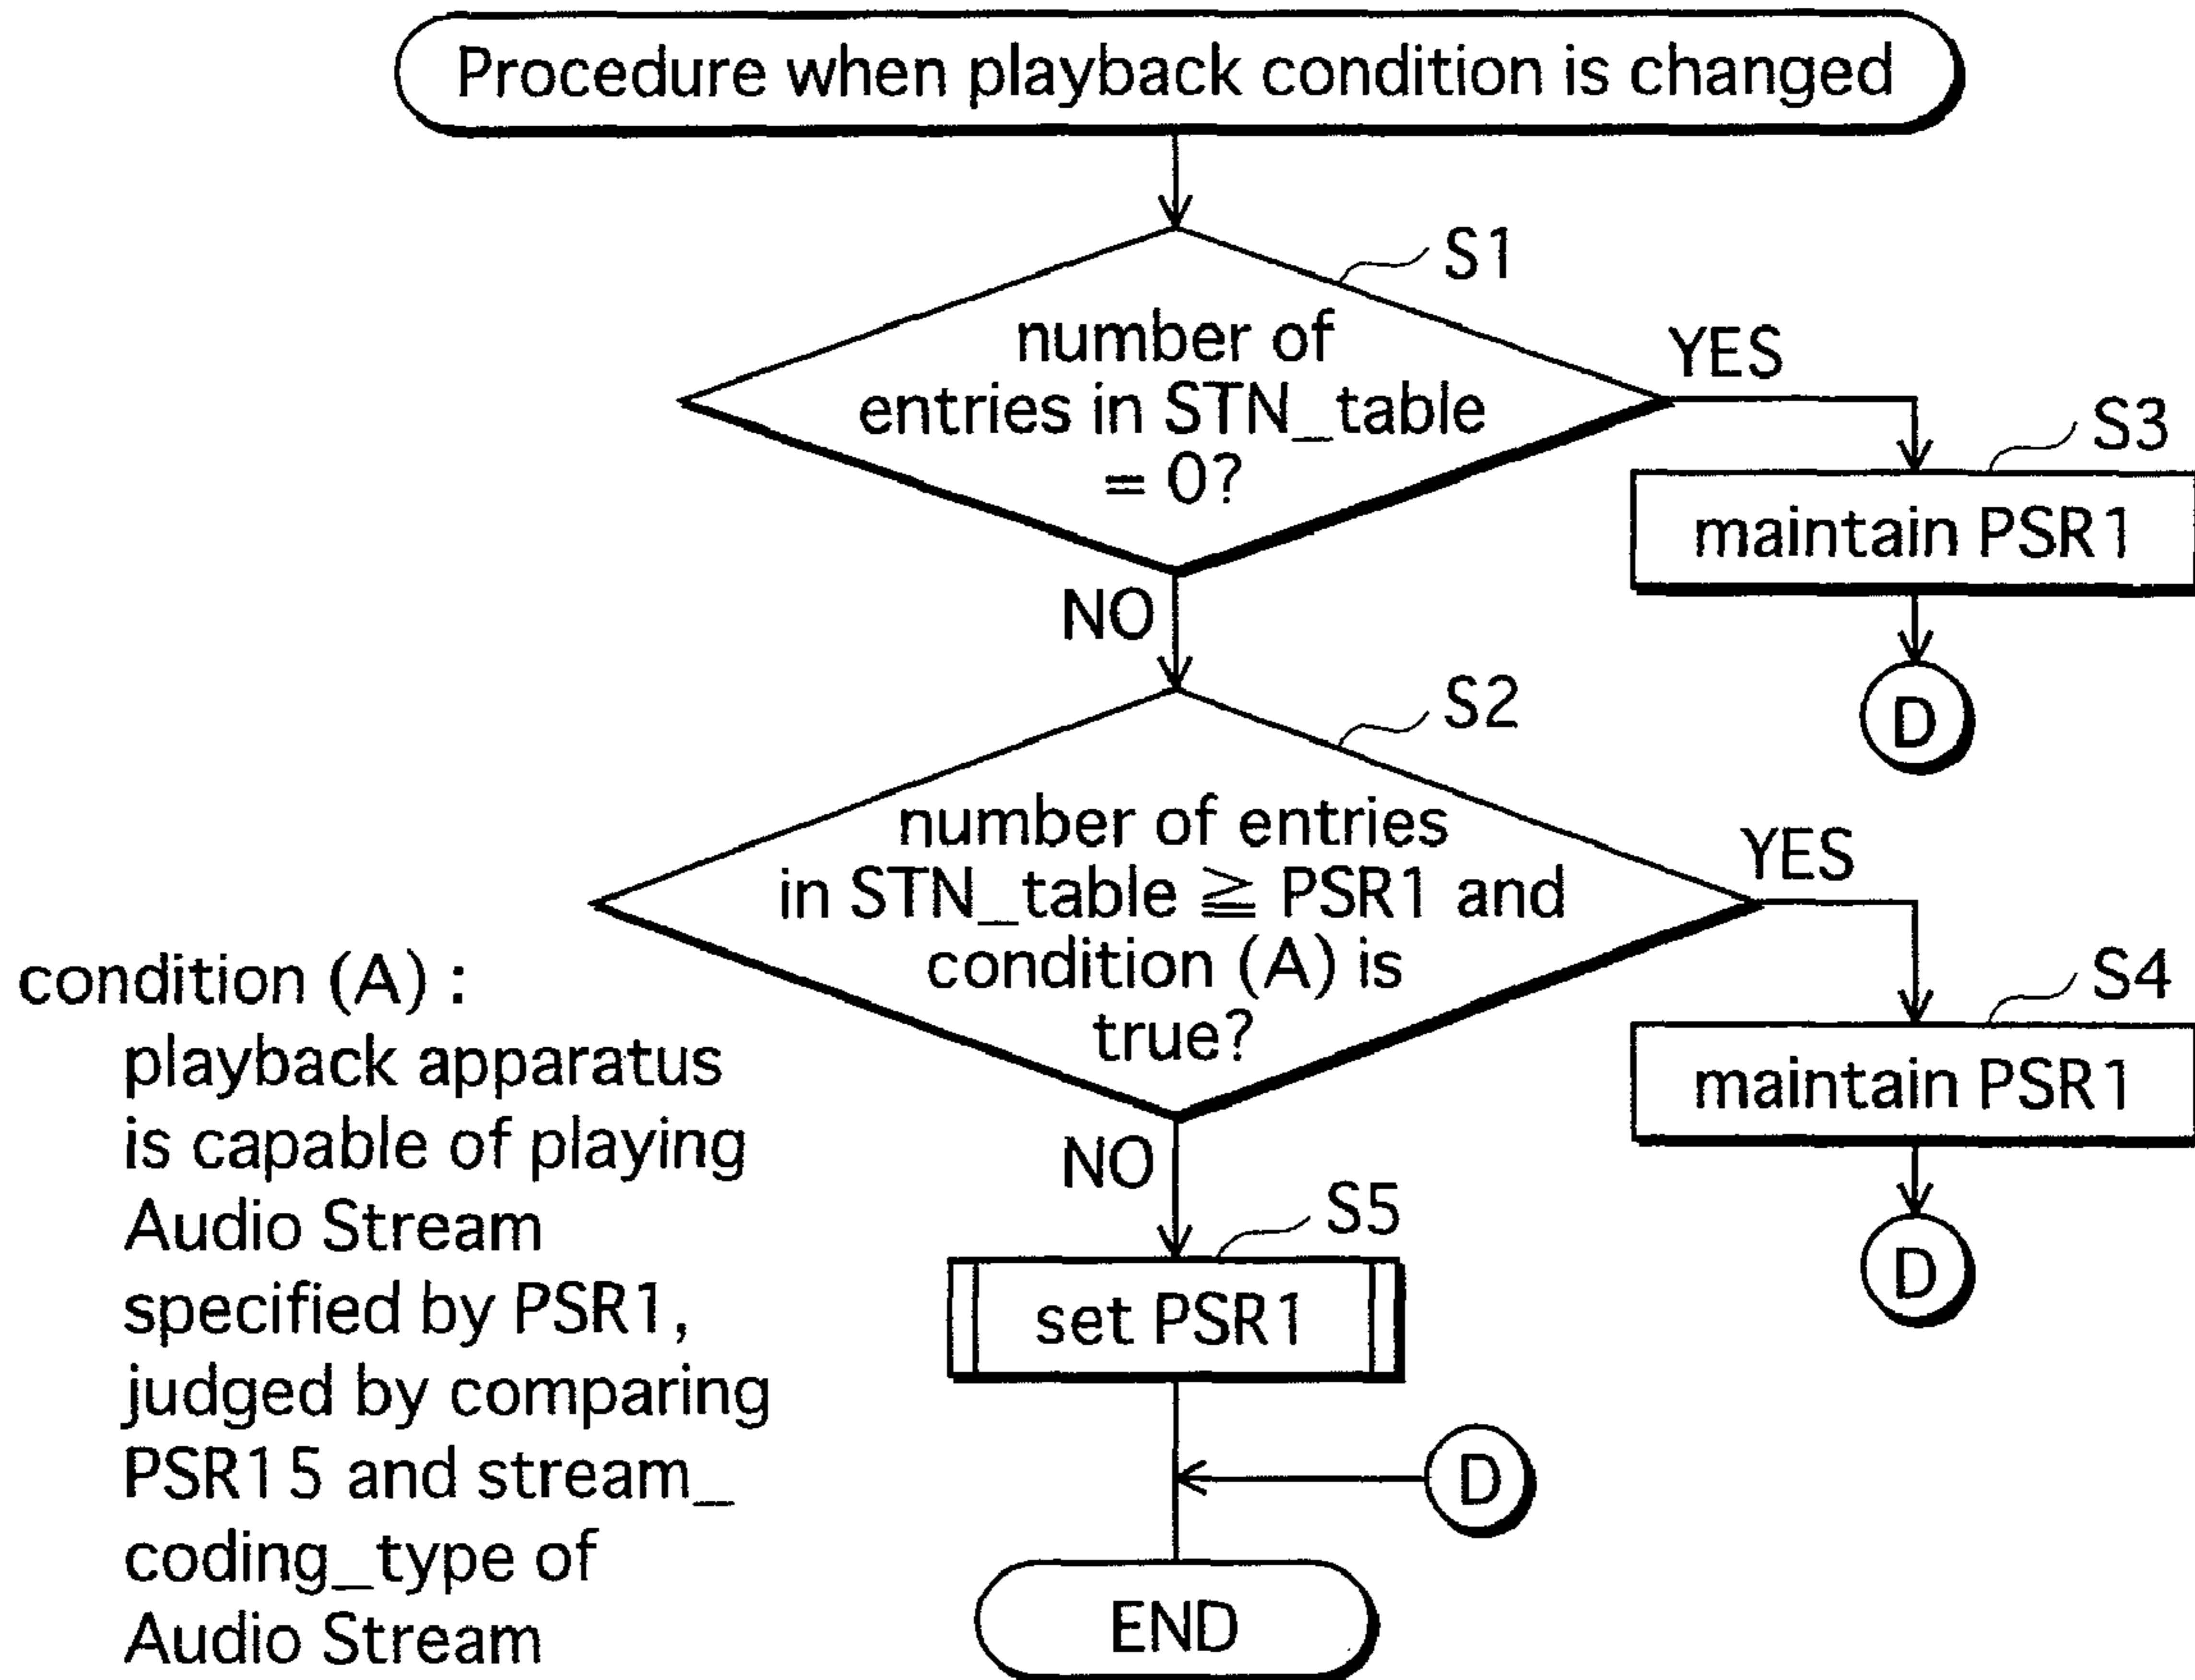 Procedure when playback condition is changed
S1
number of
entries in STN_table
= 0?
YES
S3
maintain PSR1
D
NO
S2
number of entries
in STN_table ≧ PSR1 and
condition (A) is
true?
YES
S4
maintain PSR1
D
NO
S5
set PSR1
D
END
condition (A) :
playback apparatus
is capable of playing
Audio Stream
specified by PSR1,
judged by comparing
PSR15 and stream_
coding_type of
Audio Stream